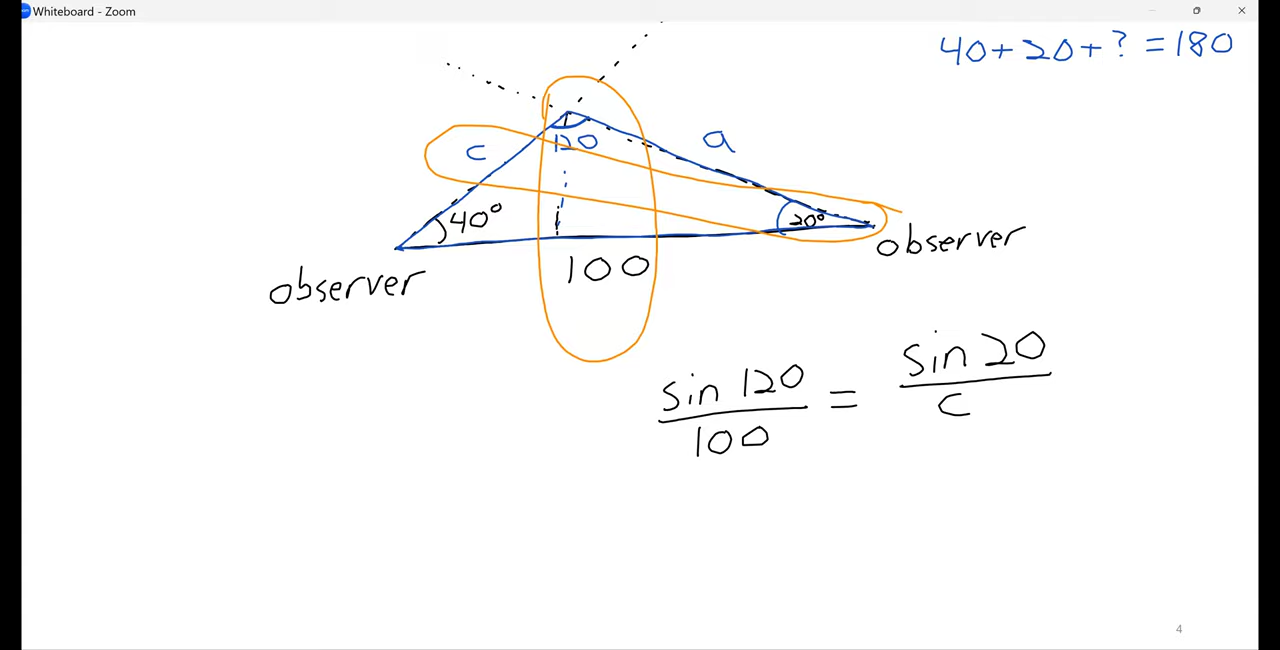 Whiteboard - Zoom
40+20+?=180
c
120
a
40°
20°
observer
100
observer
sin 120
100
=
sin 20
c
4